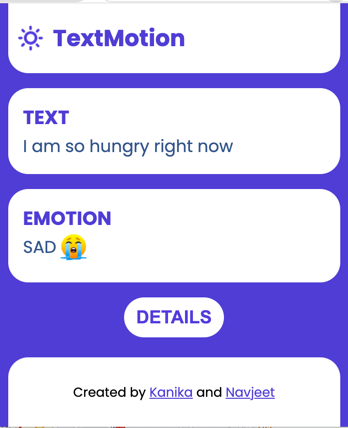 TextMotion
TEXT
I am so hungry right now
EMOTION
SAD 😭
DETAILS
Created by Kanika and Navjeet